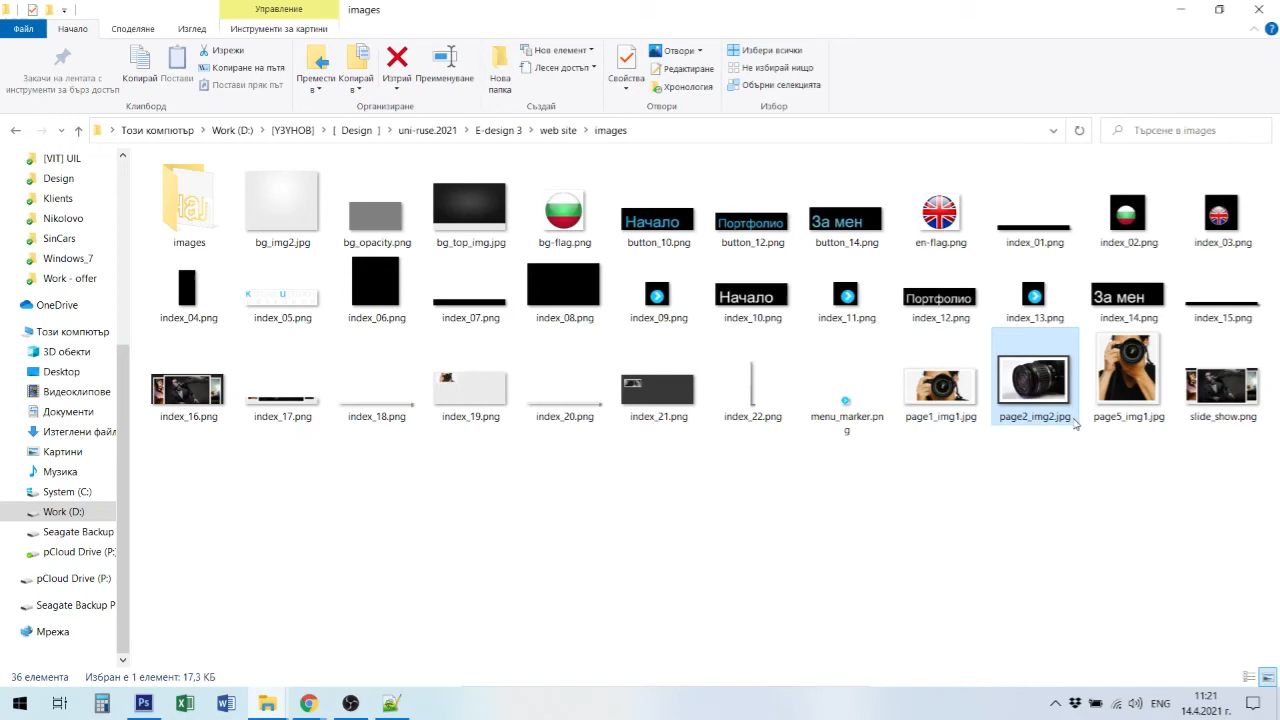 Управление
images
Файл
Начало
Споделяне
Изглед
Инструменти за картини
Закачи на лентата с
инструменти за бърз достъп
Копирай
Постави
Изрежи
Копиране на пътя
Постави пряк път
Клипборд
Премести
в
Копирай
в
Изтрий
Преименуване
Организиране
Нова
папка
Нов елемент
Лесен достъп
Създай
Свойства
Отвори
Редактиране
Хронология
Отвори
Избери всички
Не избирай нищо
Обърни селекцията
Избор
Този компютър
Work (D:)
[УЗУНОВ]
[ Design ]
uni-ruse.2021
E-design 3
web site
images
Търсене в images
[VIT] UIL
Design
Klients
Nikolovo
SinCars
Windows_7
Work - offer
OneDrive
Този компютър
3D обекти
Desktop
Видеоклипове
Документи
Изтеглени файл
Картини
Музика
System (C:)
Work (D:)
Seagate Backup
pCloud Drive (P:
pCloud Drive (P:)
Seagate Backup P
Мрежа
Начало
Портфолио
За мен
images
bg_img2.jpg
bg_opacity.png
bg_top_img.jpg
bg-flag.png
button_10.png
button_12.png
button_14.png
en-flag.png
index_01.png
index_02.png
index_03.png
K U
Начало
Портфолио
За мен
index_04.png
index_05.png
index_06.png
index_07.png
index_08.png
index_09.png
index_10.png
index_11.png
index_12.png
index_13.png
index_14.png
index_15.png
index_16.png
index_17.png
index_18.png
index_19.png
index_20.png
index_21.png
index_22.png
menu_marker.pn
g
page1_img1.jpg
page2_img2.jpg
page5_img1.jpg
slide_show.png
36 елемента
Избран е 1 елемент: 17,3 КБ
Ps
ENG
11:21
14.4.2021 г.